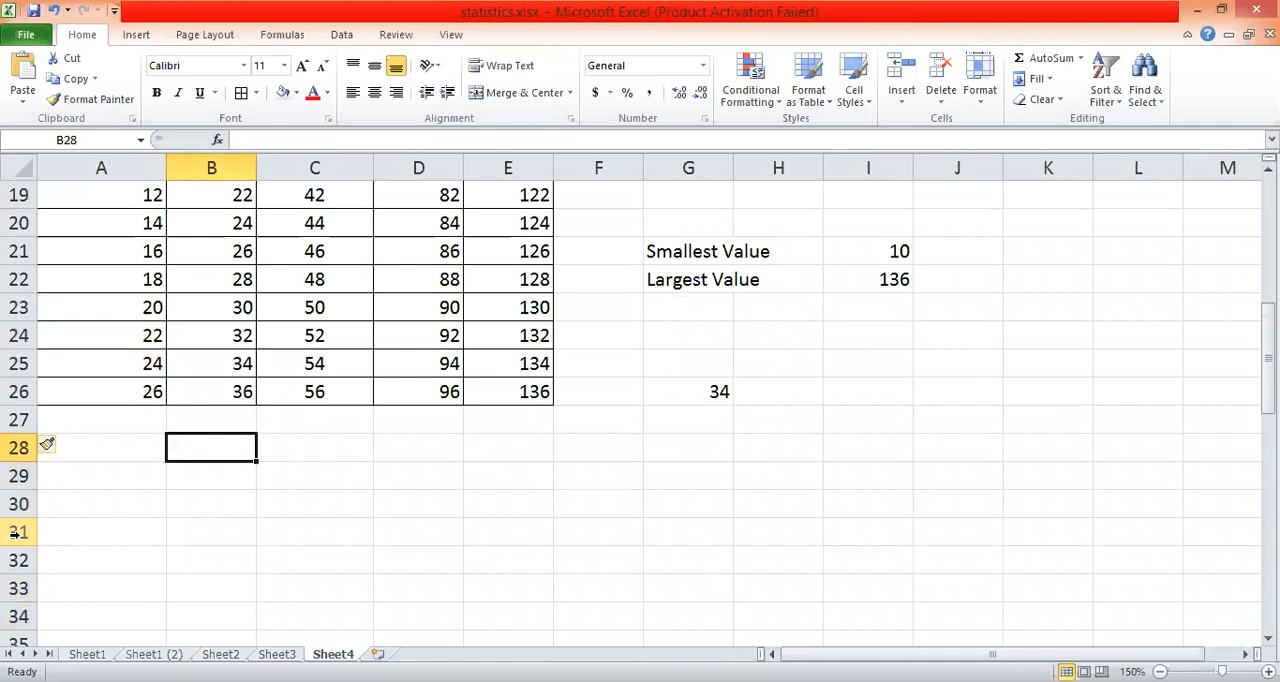 statistics.xlsx - Microsoft Excel (Product Activation Failed)
File Home Insert Page Layout Formulas Data Review View
Paste
Cut
Copy
Format Painter
Clipboard
Calibri 11
B I U
Font
Wrap Text
Merge & Center
Alignment
General
$ % ,
Number
Conditional Formatting
Format as Table
Cell Styles
Styles
Insert Delete Format
Cells
AutoSum
Fill
Clear
Sort & Filter
Find & Select
Editing
B28 fx
A B C D E F G H I J K L M
19 12 22 42 82 122
20 14 24 44 84 124
21 16 26 46 86 126 Smallest Value 10
22 18 28 48 88 128 Largest Value 136
23 20 30 50 90 130
24 22 32 52 92 132
25 24 34 54 94 134
26 26 36 56 96 136 34
27
28
29
30
31
32
33
34
35
Sheet1 Sheet1 (2) Sheet2 Sheet3 Sheet4
Ready 150%